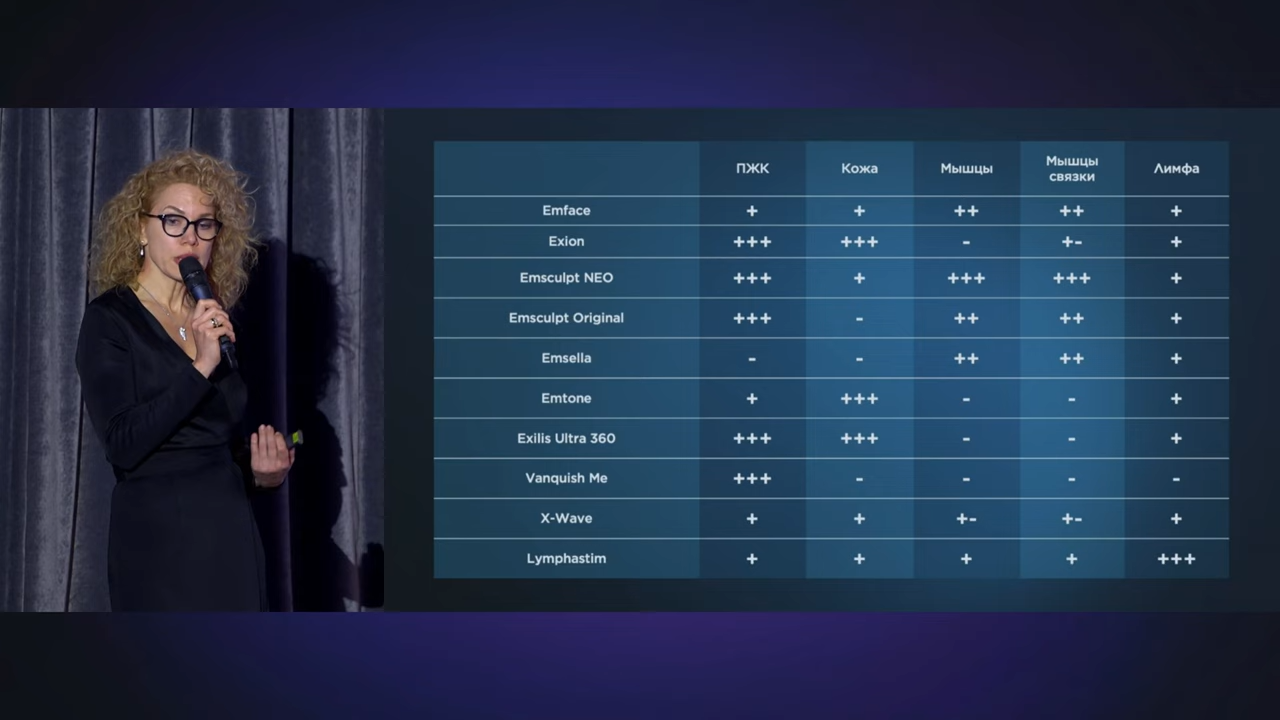 ПЖК Кожа Мышцы Мышцы связки Лимфа
Emface + + ++ ++ +
Exion +++ +++ - +- +
Emsculpt NEO +++ + +++ +++ +
Emsculpt Original +++ - ++ ++ +
Emsella - - ++ ++ +
Emtone + +++ - - +
Exilis Ultra 360 +++ +++ - - +
Vanquish Me +++ - - - -
X-Wave + + +- +- +
Lymphastim + + + + +++